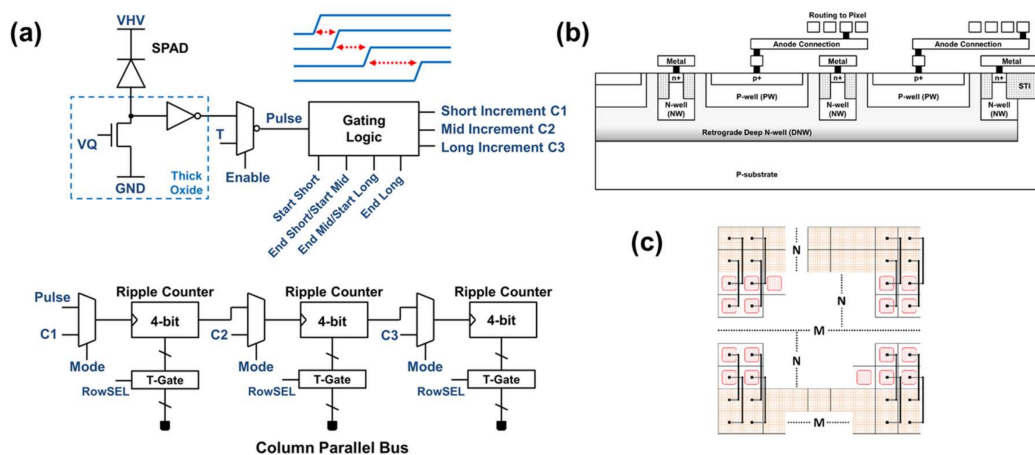 (a)
VHV
SPAD
VQ
GND
Thick
Oxide
T
Enable
Pulse
Gating
Logic
Short Increment C1
Mid Increment C2
Long Increment C3
Start Short
End Short/Start Mid
End Mid/Start Long
End Long
Pulse
C1
Mode
Ripple Counter
4-bit
RowSEL
T-Gate
C2
Mode
Ripple Counter
4-bit
RowSEL
T-Gate
C3
Mode
Ripple Counter
4-bit
RowSEL
T-Gate
Column Parallel Bus
(b)
Routing to Pixel
Anode Connection
Anode Connection
Metal
Metal
Metal
n+
p+
n+
p+
n+
STI
N-well
(NW)
P-well (PW)
N-well
(NW)
P-well (PW)
N-well
(NW)
Retrograde Deep N-well (DNW)
P-substrate
(c)
N
N
M
N
M